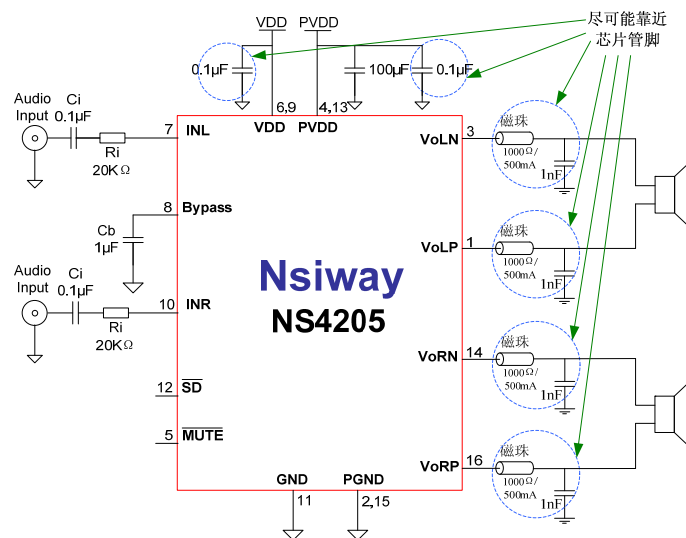 VDD PVDD
尽可能靠近
芯片管脚
0.1μF
100μF
0.1μF
6,9
4,13
VDD PVDD
Audio
Input
Ci
0.1μF
Ri
20KΩ
7
INL
8
Bypass
Cb
1μF
Audio
Input
Ci
0.1μF
Ri
20KΩ
10
INR
12
SD
5
MUTE
Nsiway
NS4205
VoLN
3
磁珠
1000Ω/
500mA
1nF
VoLP
1
磁珠
1000Ω/
500mA
1nF
VoRN
14
磁珠
1000Ω/
500mA
1nF
VoRP
16
磁珠
1000Ω/
500mA
1nF
GND PGND
11
2,15